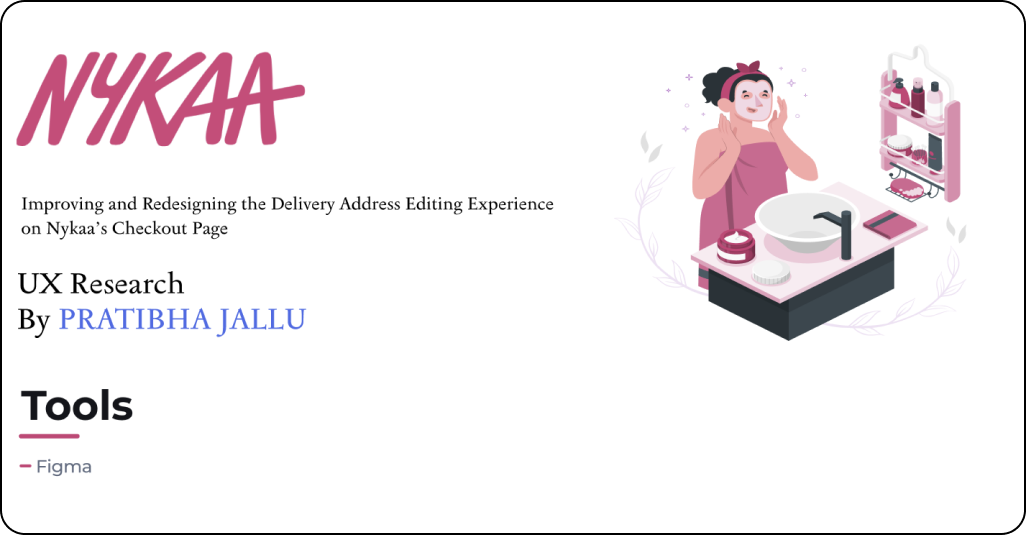 NYKAA
Improving and Redesigning the Delivery Address Editing Experience
on Nykaa's Checkout Page
UX Research
By PRATIBHA JALLU
Tools
– Figma